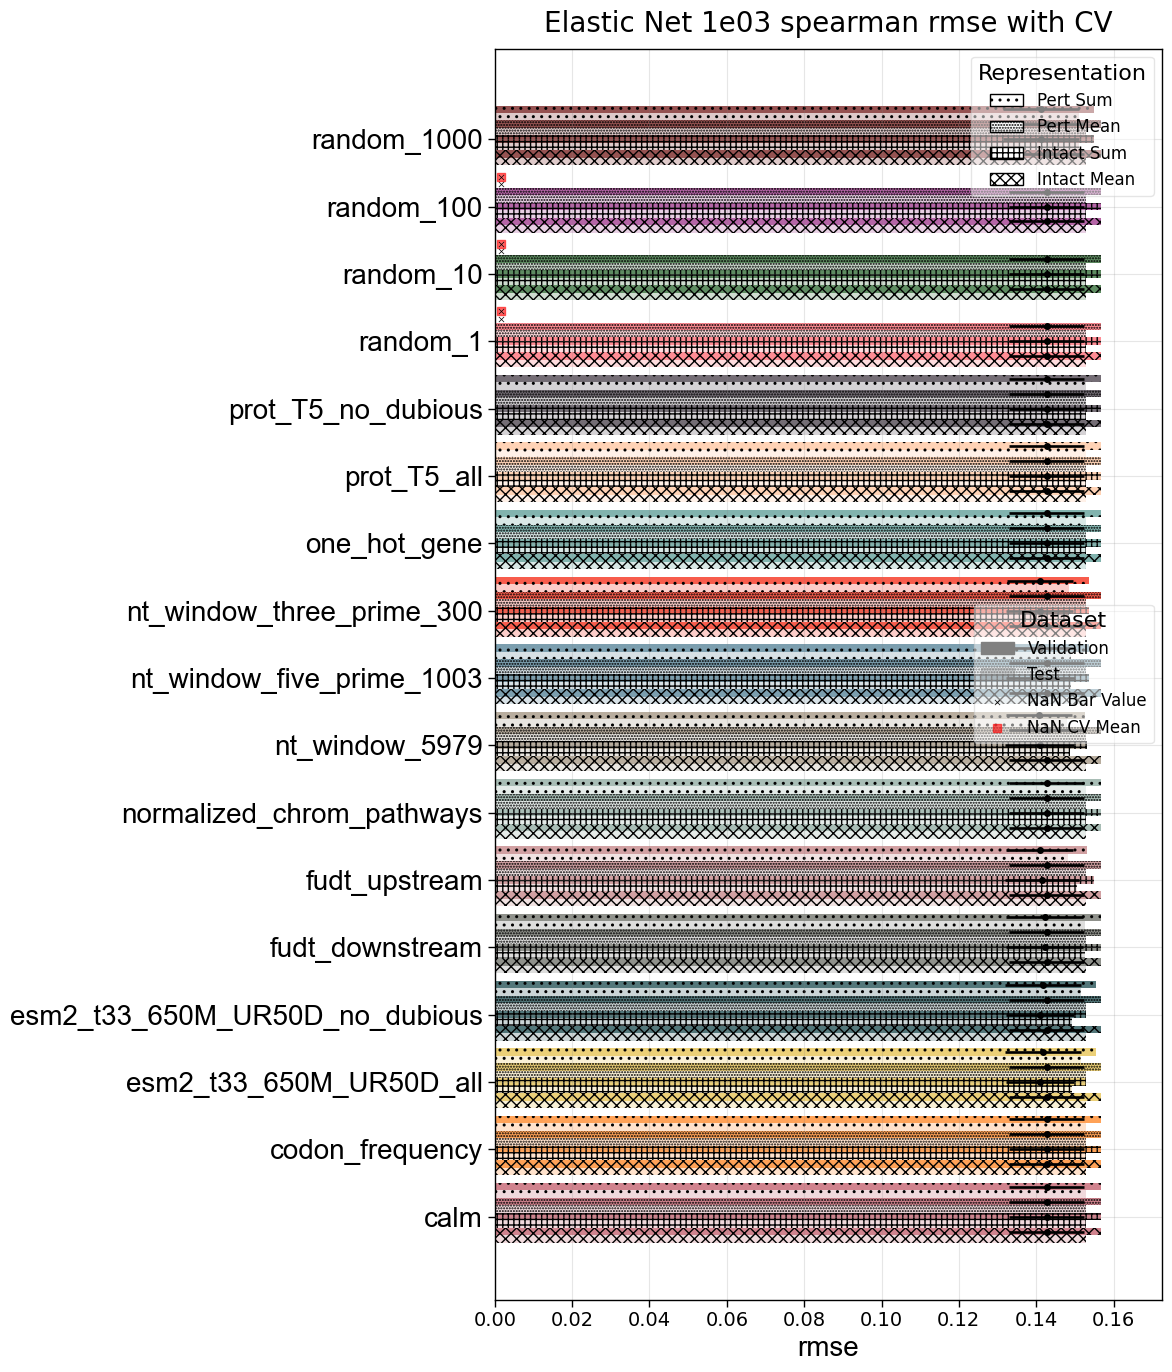 Elastic Net 1e03 spearman rmse with CV
Representation
Pert Sum
Pert Mean
Intact Sum
Intact Mean
random_1000
random_100
random_10
random_1
prot_T5_no_dubious
prot_T5_all
one_hot_gene
nt_window_three_prime_300
nt_window_five_prime_1003
nt_window_5979
normalized_chrom_pathways
fudt_upstream
fudt_downstream
esm2_t33_650M_UR50D_no_dubious
esm2_t33_650M_UR50D_all
codon_frequency
calm
Dataset
Validation
Test
NaN Bar Value
NaN CV Mean
0.00 0.02 0.04 0.06 0.08 0.10 0.12 0.14 0.16
rmse